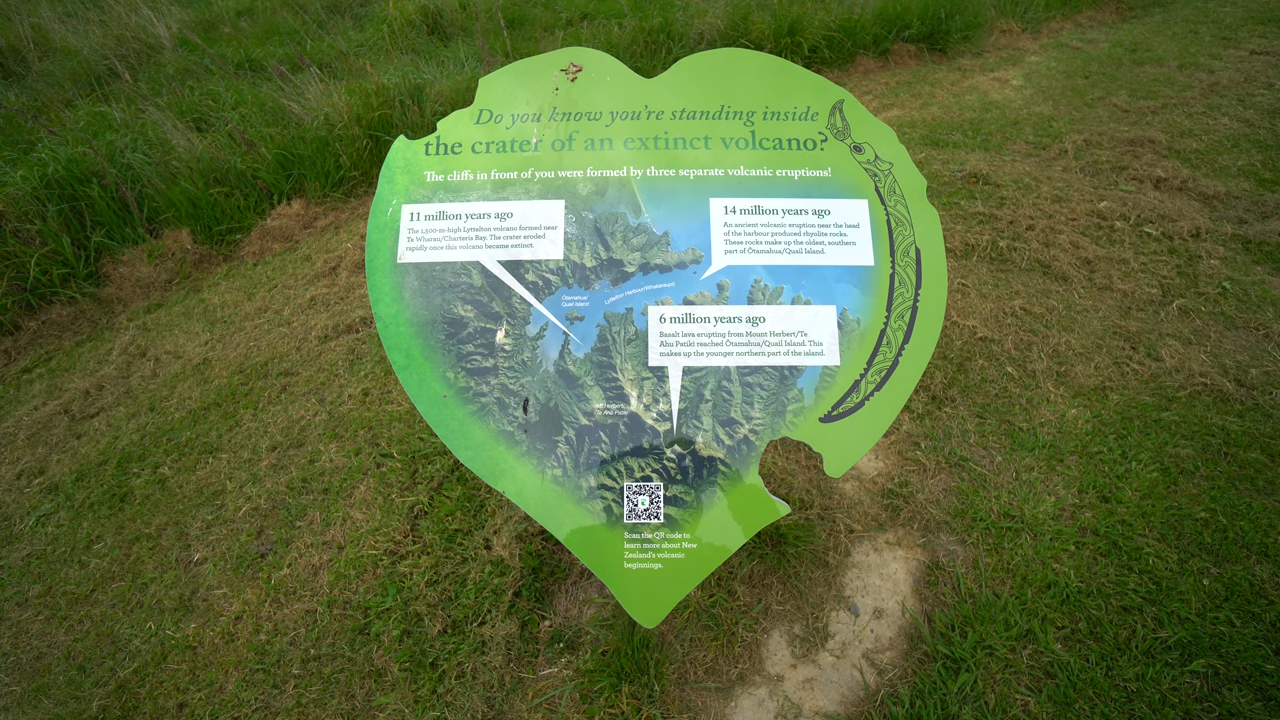 Do you know you're standing inside
the crater of an extinct volcano?
The cliffs in front of you were formed by three separate volcanic eruptions!
11 million years ago
The 1,500-m-high Lyttelton volcano formed near
Te Wharau/Charteris Bay. The crater eroded
rapidly once this volcano became extinct.
14 million years ago
An ancient volcanic eruption near the head
of the harbour produced rhyolite rocks.
These rocks make up the oldest, southern
part of Ōtamahua/Quail Island.
Ōtamahua/
Quail Island
Lyttelton Harbour/Whakaraupō
6 million years ago
Basalt lava erupting from Mount Herbert/Te
Ahu Patiki reached Ōtamahua/Quail Island. This
makes up the younger northern part of the island.
Mt Herbert/
Te Ahu Patiki
Scan the QR code to
learn more about New
Zealand's volcanic
beginnings.